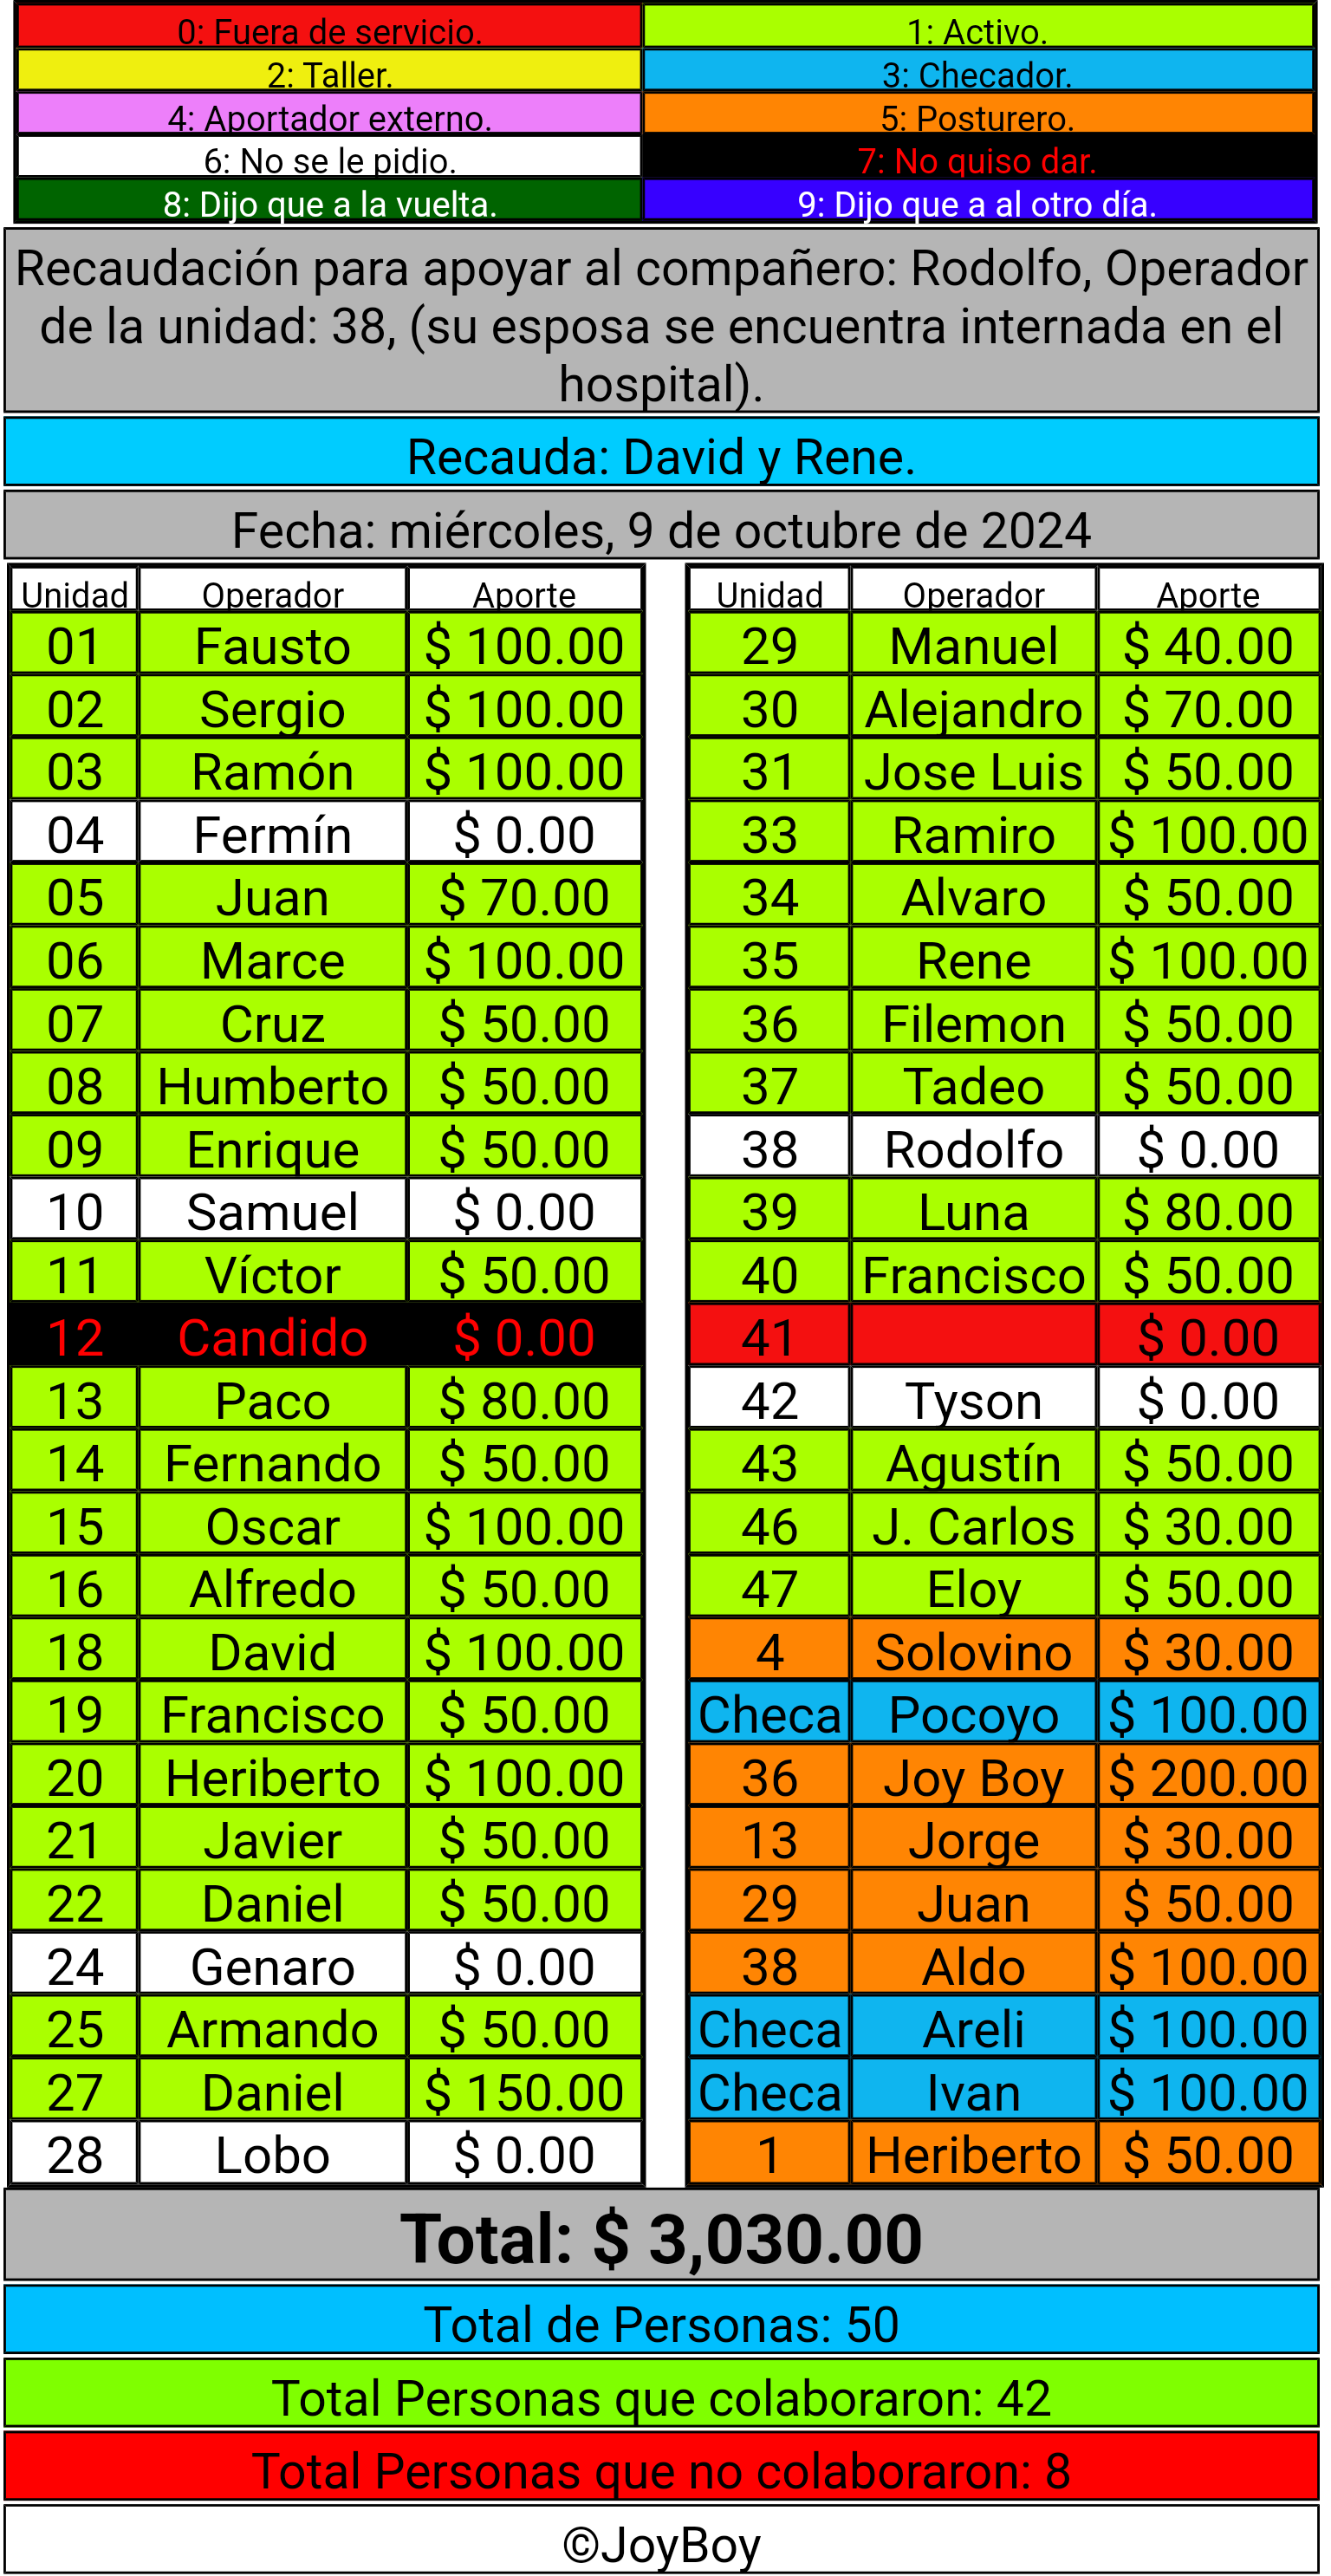 0: Fuera de servicio. 1: Activo.
2: Taller. 3: Checador.
4: Aportador externo. 5: Posturero.
6: No se le pidio. 7: No quiso dar.
8: Dijo que a la vuelta. 9: Dijo que a al otro día.
Recaudación para apoyar al compañero: Rodolfo, Operador
de la unidad: 38, (su esposa se encuentra internada en el
hospital).
Recauda: David y Rene.
Fecha: miércoles, 9 de octubre de 2024
Unidad Operador Aporte Unidad Operador Aporte
01 Fausto $ 100.00 29 Manuel $ 40.00
02 Sergio $ 100.00 30 Alejandro $ 70.00
03 Ramón $ 100.00 31 Jose Luis $ 50.00
04 Fermín $ 0.00 33 Ramiro $ 100.00
05 Juan $ 70.00 34 Alvaro $ 50.00
06 Marce $ 100.00 35 Rene $ 100.00
07 Cruz $ 50.00 36 Filemon $ 50.00
08 Humberto $ 50.00 37 Tadeo $ 50.00
09 Enrique $ 50.00 38 Rodolfo $ 0.00
10 Samuel $ 0.00 39 Luna $ 80.00
11 Víctor $ 50.00 40 Francisco $ 50.00
12 Candido $ 0.00 41 $ 0.00
13 Paco $ 80.00 42 Tyson $ 0.00
14 Fernando $ 50.00 43 Agustín $ 50.00
15 Oscar $ 100.00 46 J. Carlos $ 30.00
16 Alfredo $ 50.00 47 Eloy $ 50.00
18 David $ 100.00 4 Solovino $ 30.00
19 Francisco $ 50.00 Checa Pocoyo $ 100.00
20 Heriberto $ 100.00 36 Joy Boy $ 200.00
21 Javier $ 50.00 13 Jorge $ 30.00
22 Daniel $ 50.00 29 Juan $ 50.00
24 Genaro $ 0.00 38 Aldo $ 100.00
25 Armando $ 50.00 Checa Areli $ 100.00
27 Daniel $ 150.00 Checa Ivan $ 100.00
28 Lobo $ 0.00 1 Heriberto $ 50.00
Total: $ 3,030.00
Total de Personas: 50
Total Personas que colaboraron: 42
Total Personas que no colaboraron: 8
©JoyBoy